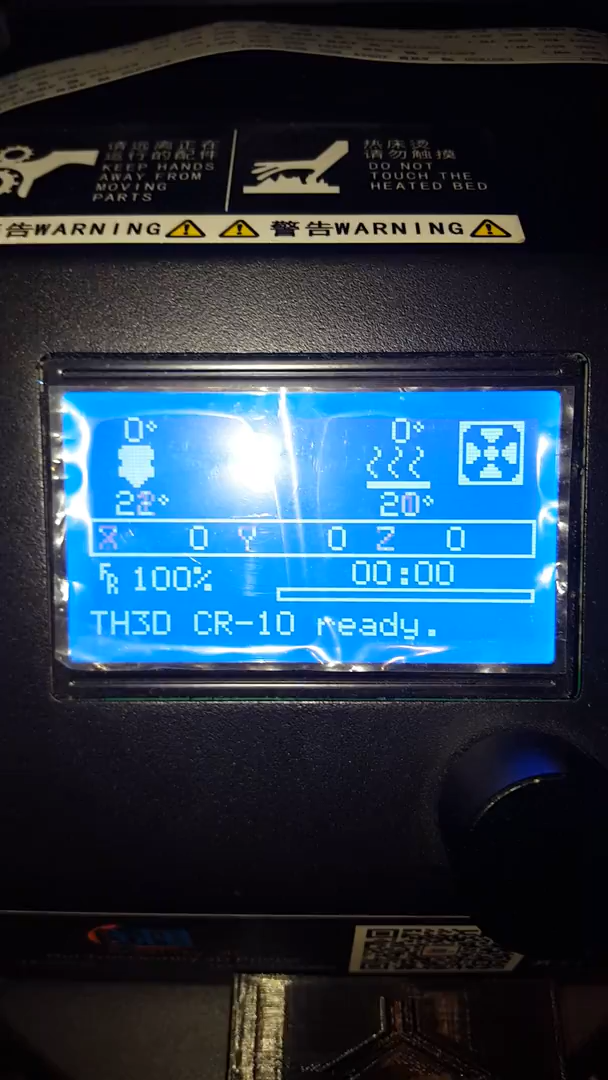 请远离正在
运行的配件
KEEP HANDS
AWAY FROM
MOVING
PARTS
热床烫
请勿触摸
DO NOT
TOUCH THE
HEATED BED
告WARNING 警告WARNING
0° 0°
22° 20°
X 0 Y 0 Z 0
FR 100% 00:00
TH3D CR-10 ready.